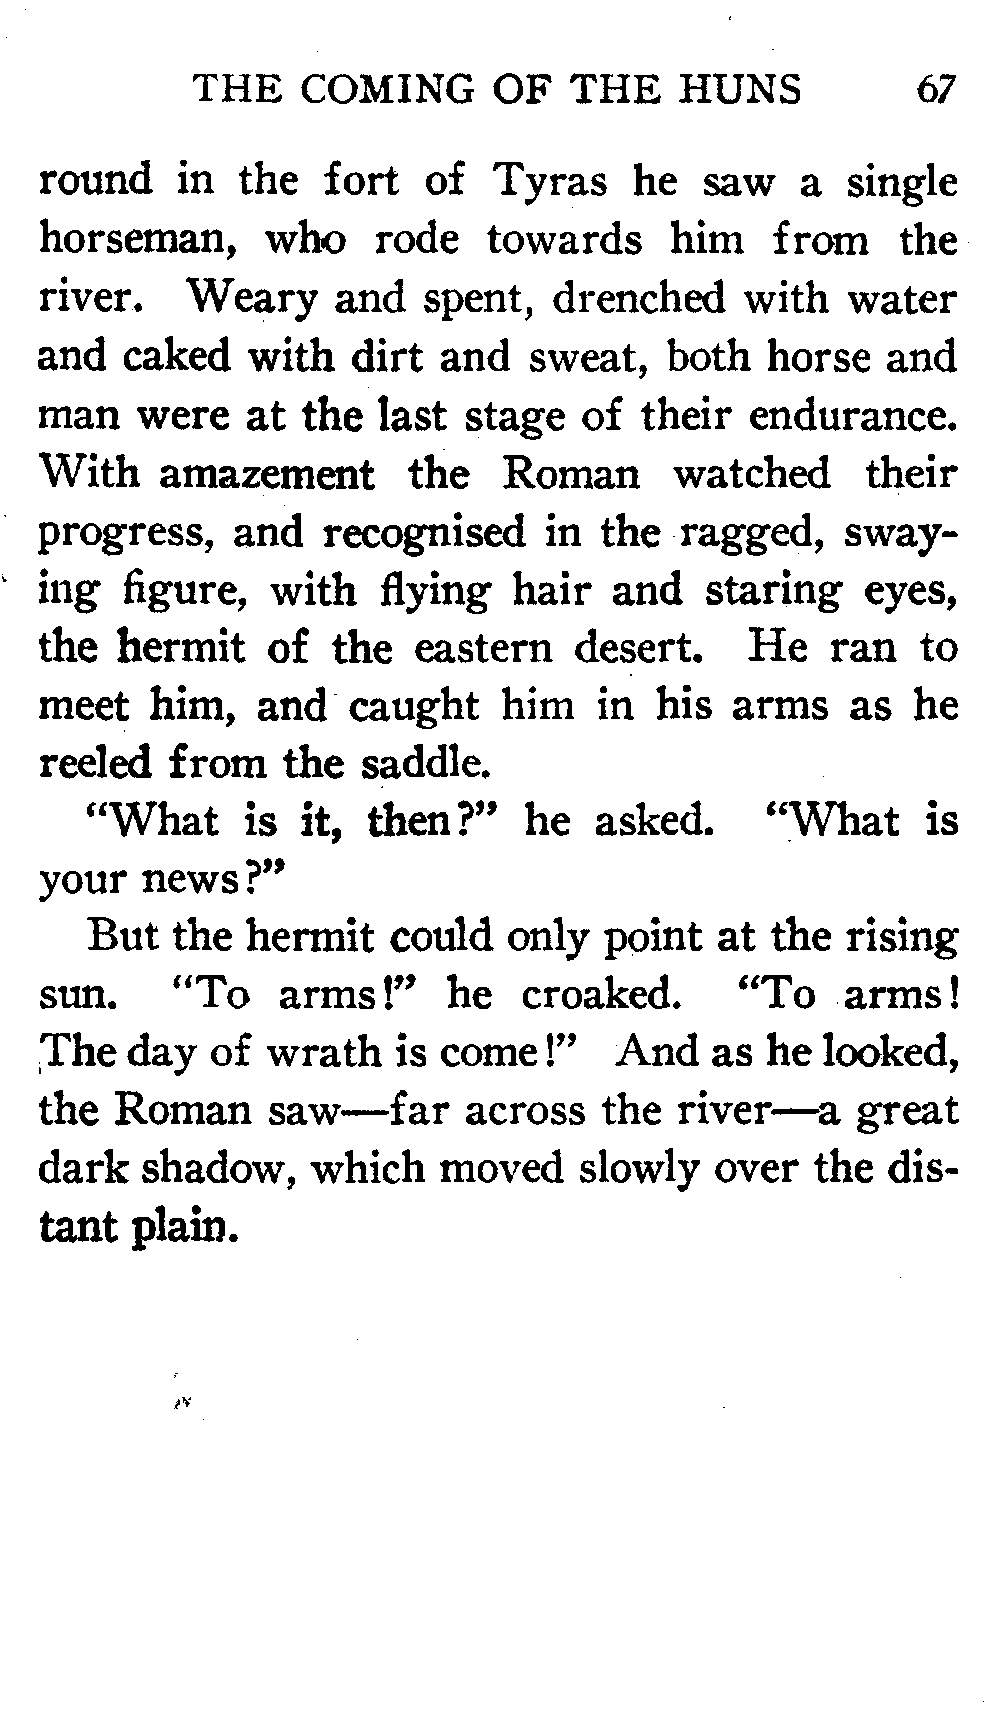 THE COMING OF THE HUNS 67
round in the fort of Tyras he saw a single
horseman, who rode towards him from the
river. Weary and spent, drenched with water
and caked with dirt and sweat, both horse and
man were at the last stage of their endurance.
With amazement the Roman watched their
progress, and recognised in the ragged, sway-
ing figure, with flying hair and staring eyes,
the hermit of the eastern desert. He ran to
meet him, and caught him in his arms as he
reeled from the saddle.
"What is it, then?" he asked. "What is
your news?"
But the hermit could only point at the rising
sun. "To arms!" he croaked. "To arms!
The day of wrath is come!" And as he looked,
the Roman saw—far across the river—a great
dark shadow, which moved slowly over the dis-
tant plain.